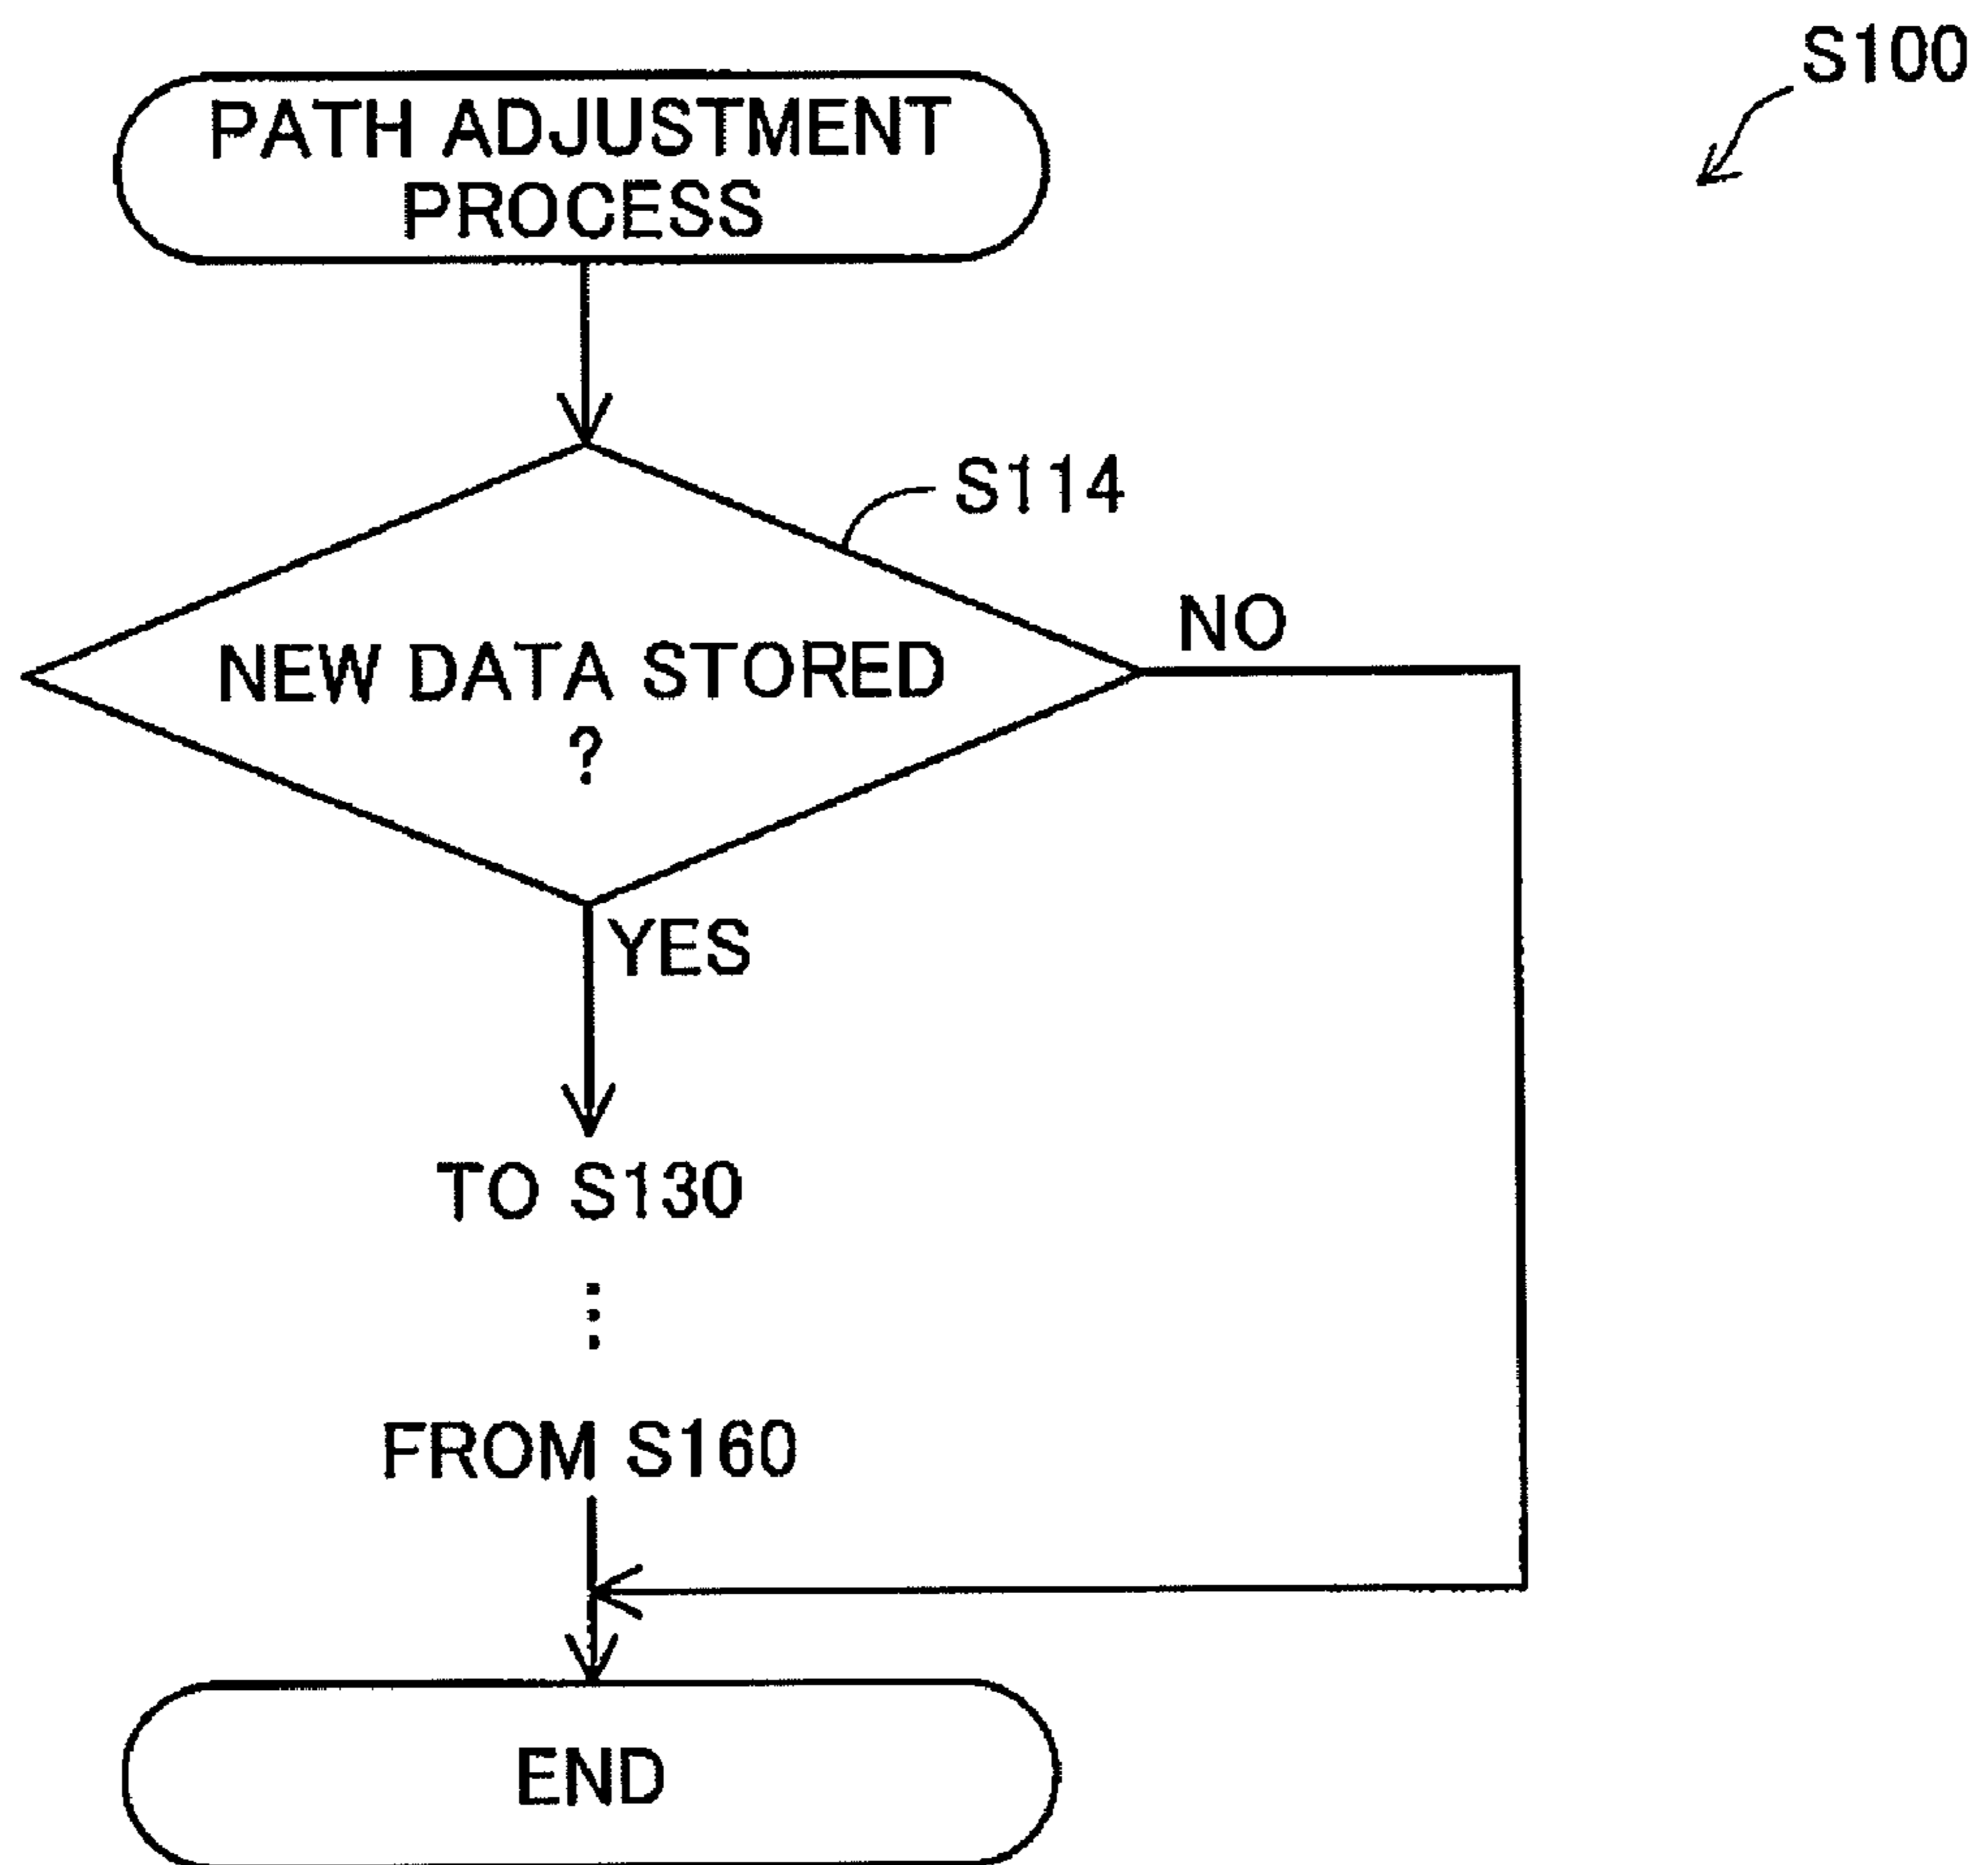 S100
PATH ADJUSTMENT
PROCESS
S114
NEW DATA STORED
?
NO
YES
TO S130
FROM S160
END